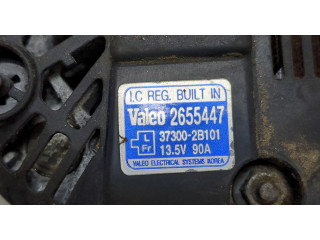 I.C REG. BUILT IN
Valeo 2655447
L 37300-2B101
Fr 13.5V 90A
VALEO ELECTRICAL SYSTEMS KOREA